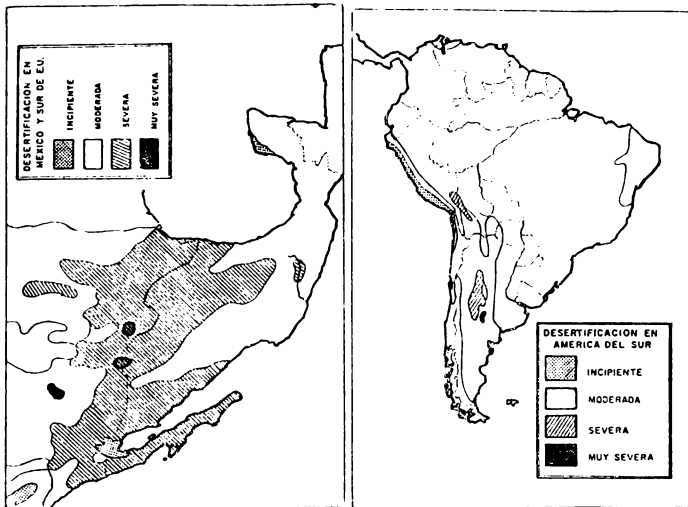 DESERTIFICACION EN
MEXICO Y SUR DE E.U.
INCIPIENTE
MODERADA
SEVERA
MUY SEVERA
DESERTIFICACION EN
AMERICA DEL SUR
INCIPIENTE
MODERADA
SEVERA
MUY SEVERA